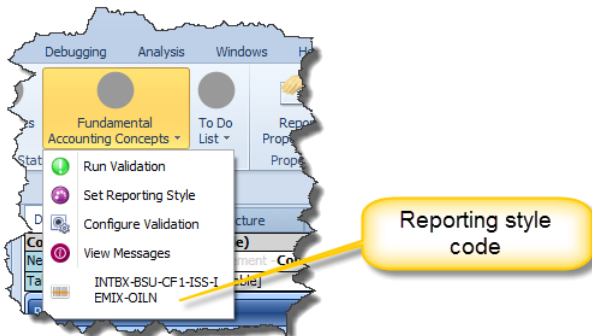 Debugging Analysis Windows
Fundamental
Accounting Concepts
To Do
List
Run Validation
Set Reporting Style
Configure Validation
View Messages
INTBX-BSU-CF1-ISS-I
EMIX-OILN
Reporting style
code